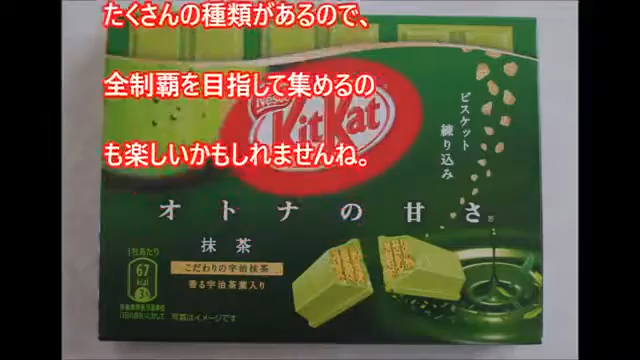 たくさんの種類があるので、
全制覇を目指して集めるの
も楽しいかもしれませんね。
Nestlé
KitKat
ビスケット
練り込み
オトナの甘さ
抹茶
こだわりの宇治抹茶
香る宇治茶葉入り
1枚あたり
67
kcal
写真はイメージです